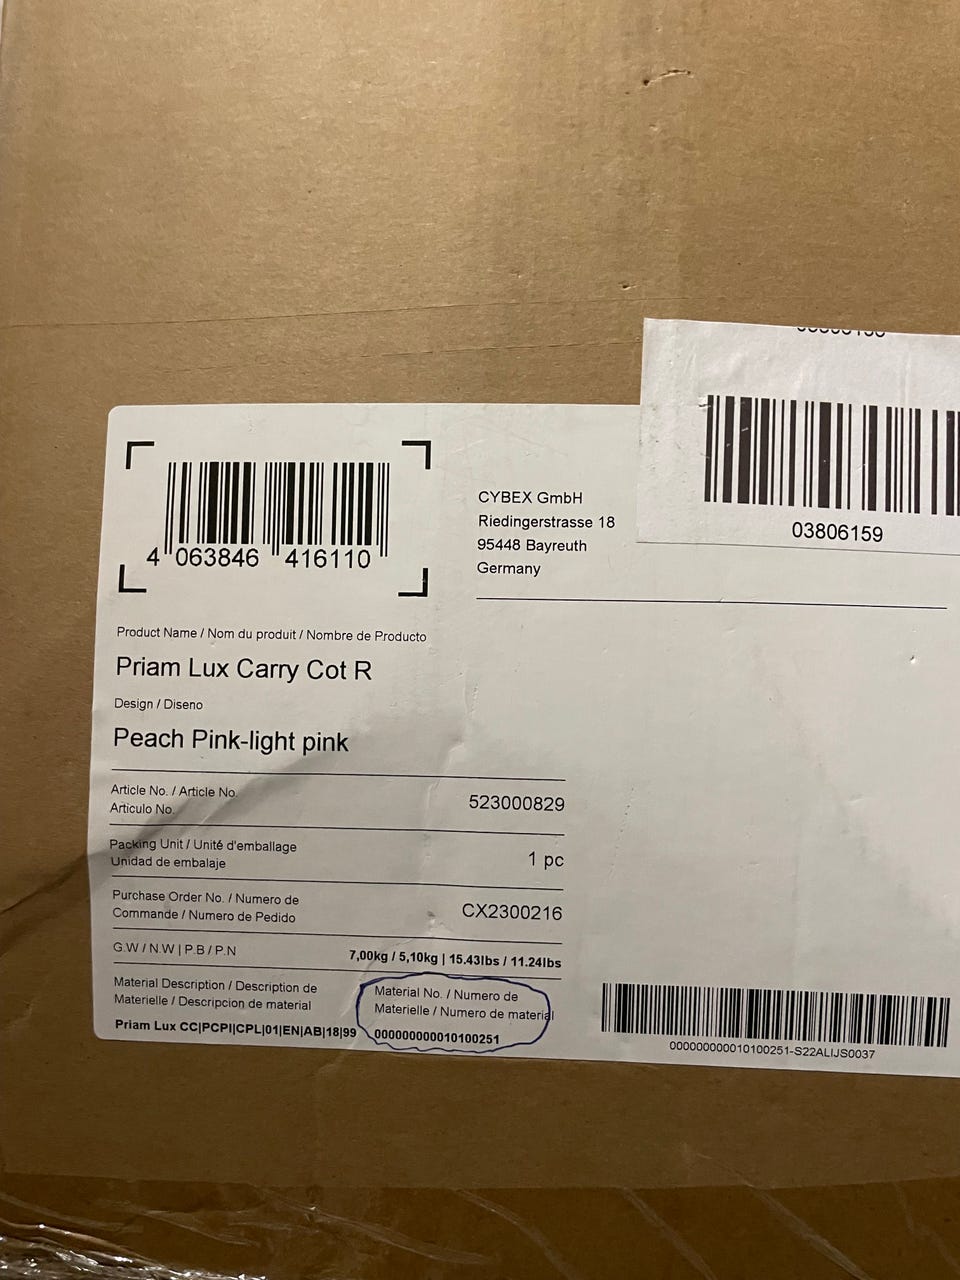 03806159
4 063846 416110
CYBEX GmbH
Riedingerstrasse 18
95448 Bayreuth
Germany
Product Name / Nom du produit / Nombre de Producto
Priam Lux Carry Cot R
Design / Diseno
Peach Pink-light pink
Article No. / Article No.
Articulo No.
523000829
Packing Unit / Unité d'emballage
Unidad de embalaje
1 pc
Purchase Order No. / Numero de
Commande / Numero de Pedido
CX2300216
G.W / N.W | P.B / P.N
7,00kg / 5,10kg | 15.43lbs / 11.24lbs
Material Description / Description de
Materielle / Descripcion de material
Priam Lux CC|PCPI|CPL|01|EN|AB|18|99
Material No. / Numero de
Materielle / Numero de material
000000000010100251
000000000010100251-S22ALIJS0037